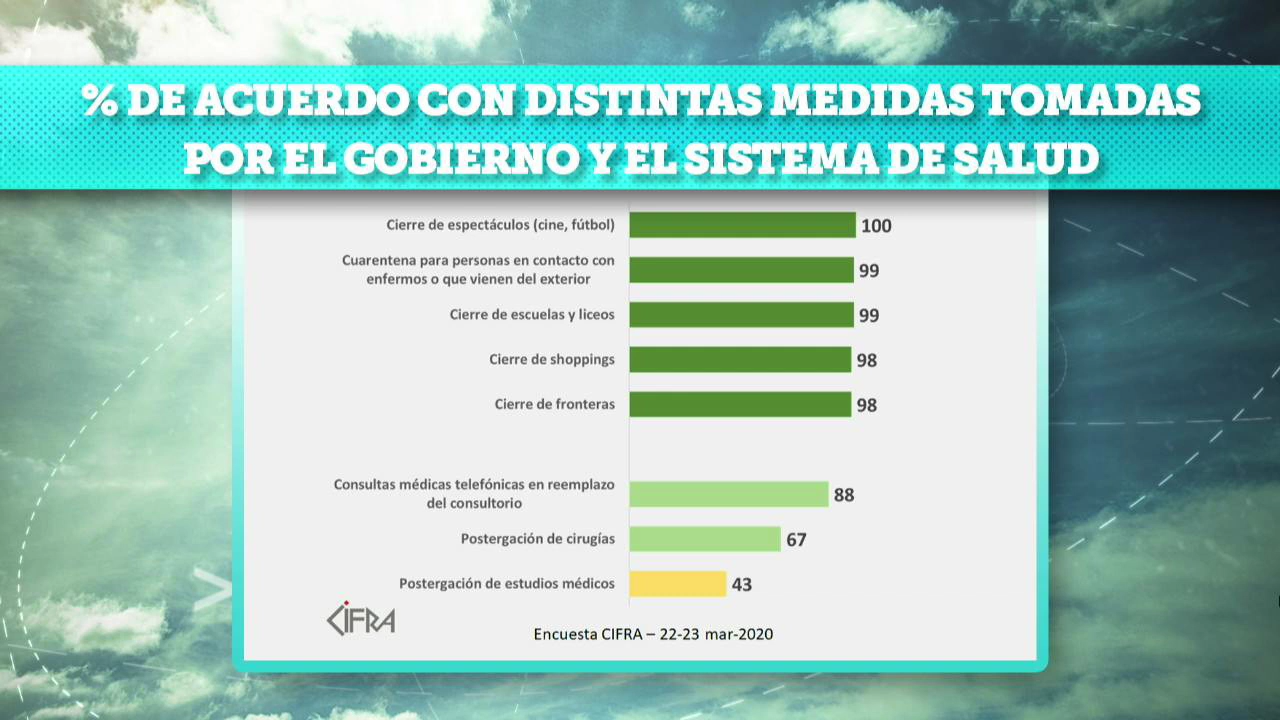 % DE ACUERDO CON DISTINTAS MEDIDAS TOMADAS
POR EL GOBIERNO Y EL SISTEMA DE SALUD
Cierre de espectáculos (cine, fútbol) 100
Cuarentena para personas en contacto con
enfermos o que vienen del exterior 99
Cierre de escuelas y liceos 99
Cierre de shoppings 98
Cierre de fronteras 98
Consultas médicas telefónicas en reemplazo
del consultorio 88
Postergación de cirugías 67
Postergación de estudios médicos 43
CIFRA
Encuesta CIFRA – 22-23 mar-2020